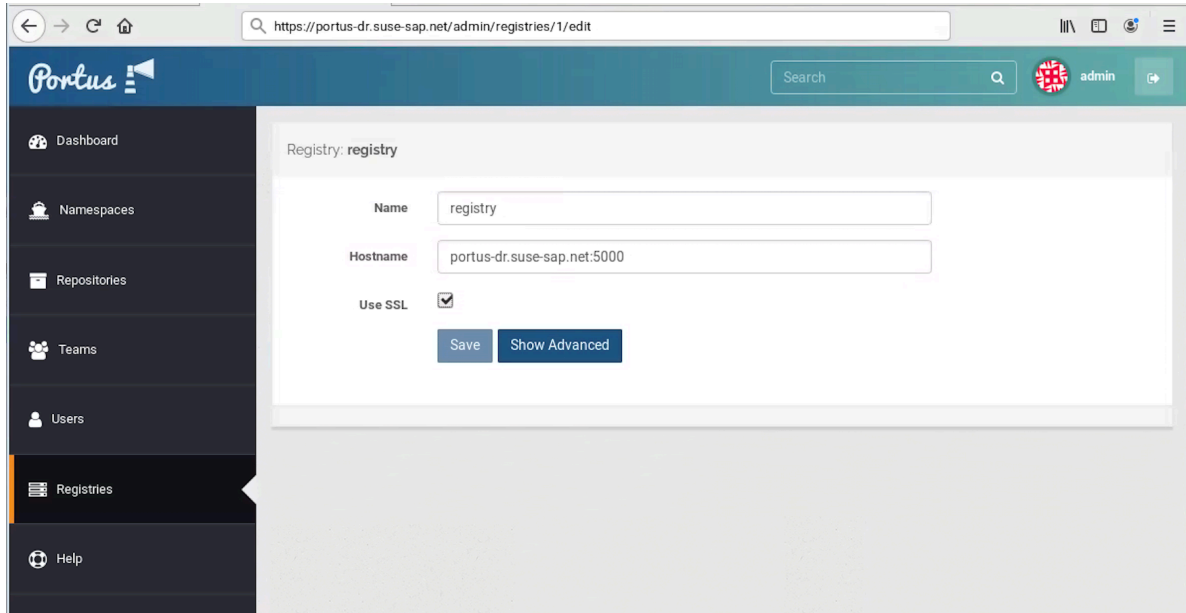 https://portus-dr.suse-sap.net/admin/registries/1/edit
Portus
Search
admin
Dashboard
Namespaces
Repositories
Teams
Users
Registries
Help
Registry: registry
Name registry
Hostname portus-dr.suse-sap.net:5000
Use SSL
Save Show Advanced